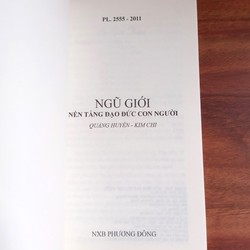 PL. 2555 - 2011
NGŨ GIỚI
NỀN TẢNG ĐẠO ĐỨC CON NGƯỜI
QUẢNG HUYỀN - KIM CHI
NXB PHƯƠNG ĐÔNG